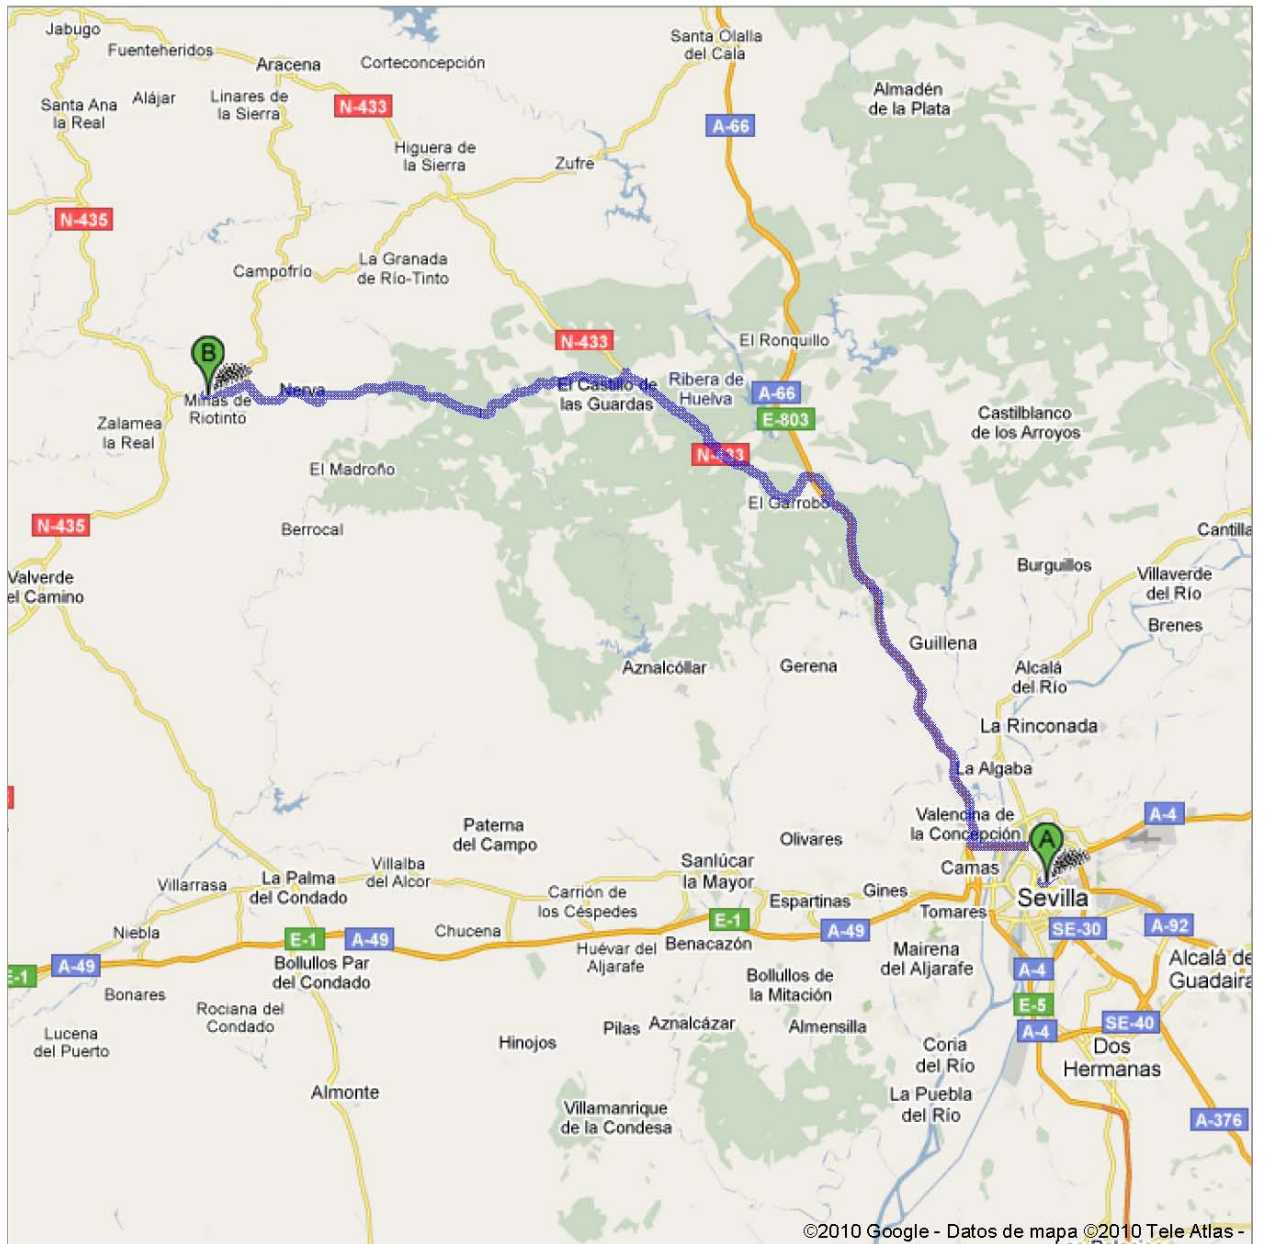 Jabugo
Fuenteheridos
Aracena
Corteconcepción
Santa Olalla
del Cala
Santa Ana
la Real
Alájar
Linares de
la Sierra
N-433
A-66
Almadén
de la Plata
Higuera de
la Sierra
Zufre
N-435
Campofrío
La Granada
de Río-Tinto
B
N-433
El Ronquillo
Minas de
Riotinto
Nerva
El Castillo de
las Guardas
Ribera de
Huelva
A-66
E-803
Castilblanco
de los Arroyos
Zalamea
la Real
El Madroño
N-433
El Garrobo
N-435
Berrocal
Cantilla
Valverde
el Camino
Burguillos
Villaverde
del Río
Brenes
Guillena
Aznalcóllar
Gerena
Alcalá
del Río
La Rinconada
La Algaba
Paterna
del Campo
Olivares
Valencina de
la Concepción
A
A-4
Villarrasa
La Palma
del Condado
Villalba
del Alcor
Carrión de
los Céspedes
Sanlúcar
la Mayor
Espartinas
Gines
Camas
Sevilla
Tomares
Niebla
E-1
A-49
Chucena
E-1
A-49
SE-30
A-92
E-1
A-49
Bollullos Par
del Condado
Huévar del
Aljarafe
Benacazón
Mairena
del Aljarafe
A-4
Alcalá de
Guadaira
Bonares
Rociana del
Condado
Bollullos de
la Mitación
E-5
Lucena
del Puerto
Hinojos
Pilas
Aznalcázar
Almensilla
A-4
SE-40
Coria
del Río
Dos
Hermanas
Almonte
Villamanrique
de la Condesa
La Puebla
del Río
A-376
©2010 Google - Datos de mapa ©2010 Tele Atlas -